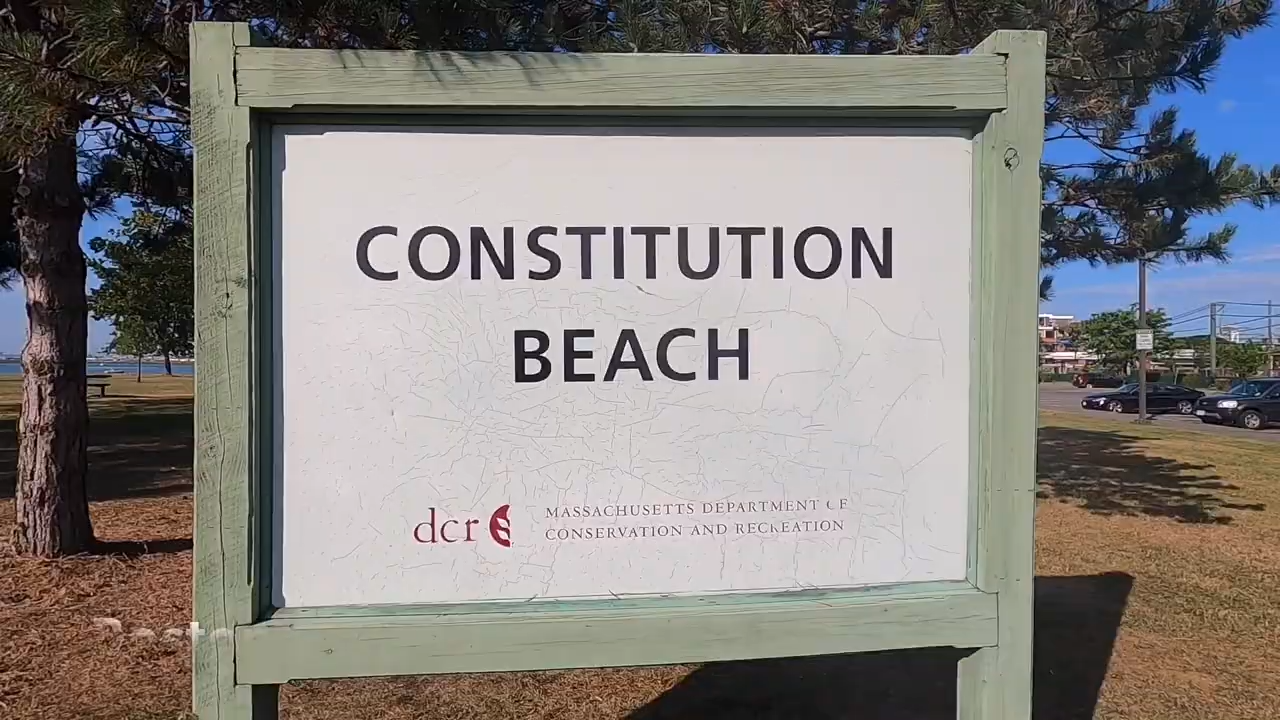 CONSTITUTION
BEACH
dcr
MASSACHUSETTS DEPARTMENT OF
CONSERVATION AND RECREATION